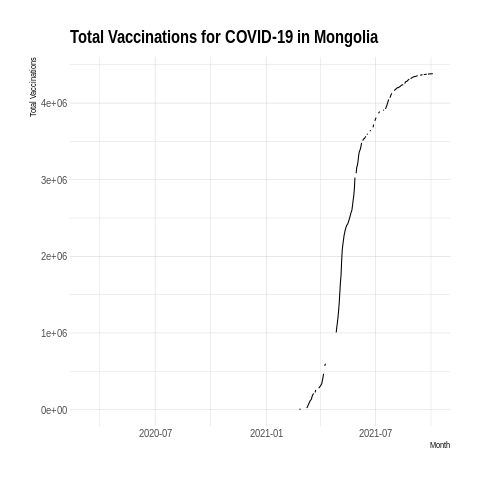 Total Vaccinations for COVID-19 in Mongolia
Total Vaccinations
4e+06
3e+06
2e+06
1e+06
0e+00
2020-07 2021-01 2021-07
Month